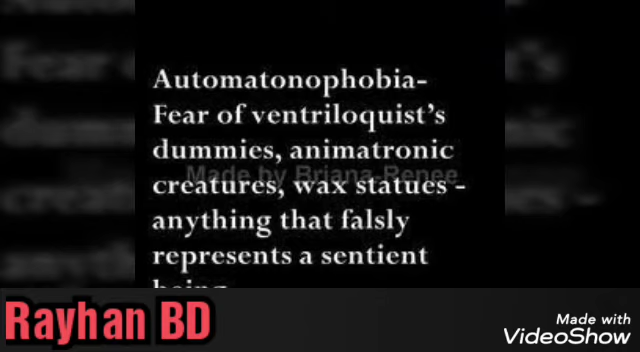 Automatonophobia-
Fear of ventriloquist's
dummies, animatronic
Made by Briana-Renee
creatures, wax statues -
anything that falsly
represents a sentient
being
Rayhan BD
Made with
VideoShow